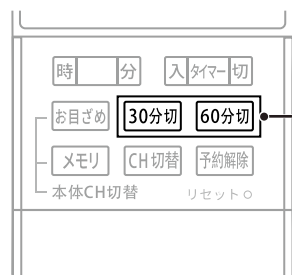 時 分 入 タイマー 切
お目ざめ 30分切 60分切
メモリ CH切替 予約解除
本体CH切替 リセット